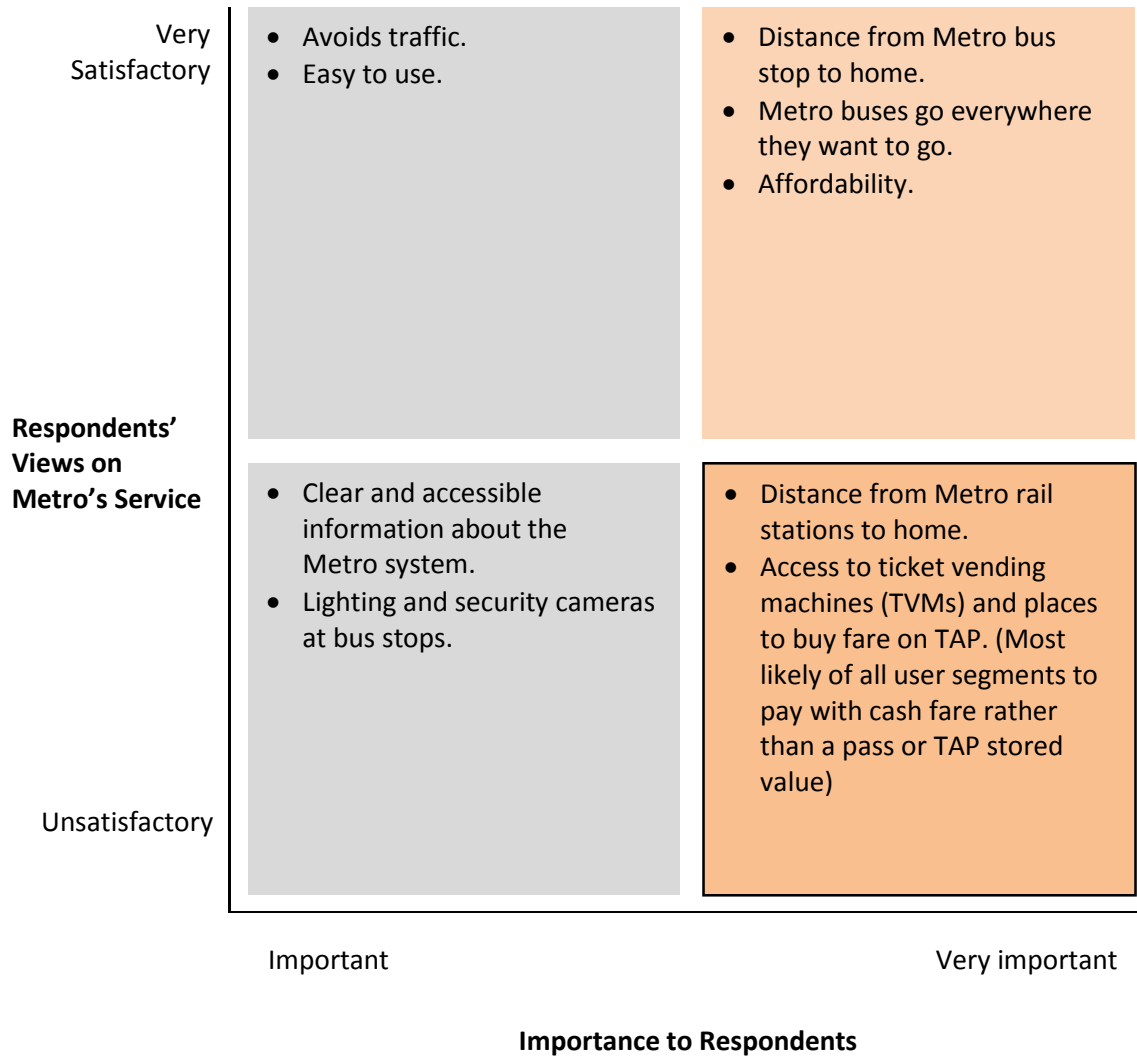 Very
Satisfactory
• Avoids traffic.
• Easy to use.
• Distance from Metro bus
stop to home.
• Metro buses go everywhere
they want to go.
• Affordability.
Respondents’
Views on
Metro’s Service
• Clear and accessible
information about the
Metro system.
• Lighting and security cameras
at bus stops.
• Distance from Metro rail
stations to home.
• Access to ticket vending
machines (TVMs) and places
to buy fare on TAP. (Most
likely of all user segments to
pay with cash fare rather
than a pass or TAP stored
value)
Unsatisfactory
Important
Very important
Importance to Respondents